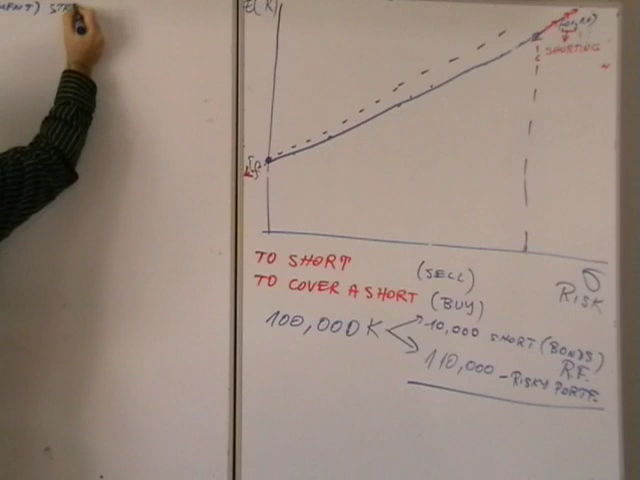 E(K)
SHORTING
rf
TO SHORT (SELL)
TO COVER A SHORT (BUY)
σ
RISK
100,000K
10,000 SHORT (BONDS)
R.F.
110,000 - RISKY PORTF.